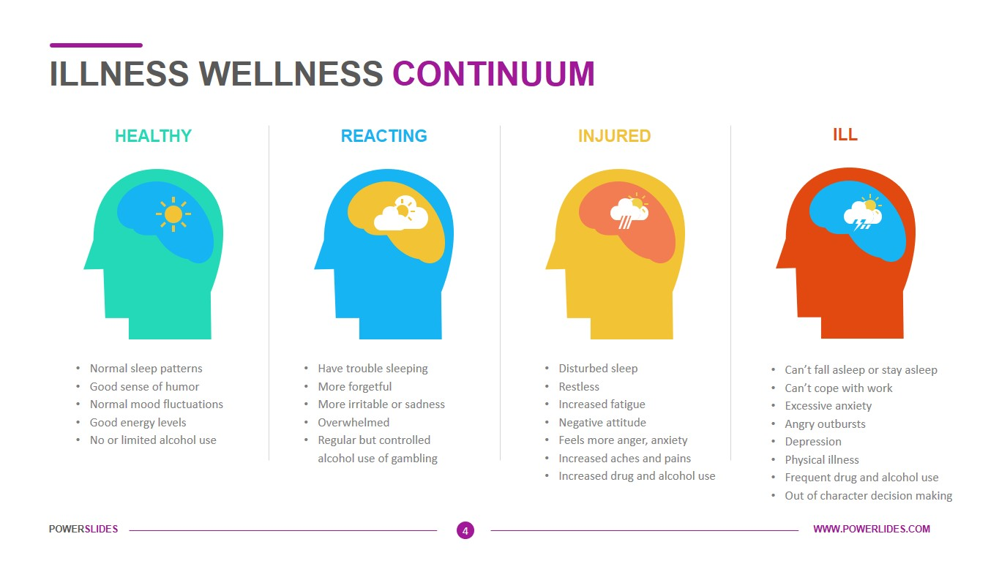 ILLNESS WELLNESS CONTINUUM
HEALTHY
• Normal sleep patterns
• Good sense of humor
• Normal mood fluctuations
• Good energy levels
• No or limited alcohol use
REACTING
• Have trouble sleeping
• More forgetful
• More irritable or sadness
• Overwhelmed
• Regular but controlled
alcohol use of gambling
INJURED
• Disturbed sleep
• Restless
• Increased fatigue
• Negative attitude
• Feels more anger, anxiety
• Increased aches and pains
• Increased drug and alcohol use
ILL
• Can’t fall asleep or stay asleep
• Can’t cope with work
• Excessive anxiety
• Angry outbursts
• Depression
• Physical illness
• Frequent drug and alcohol use
• Out of character decision making
POWERSLIDES
4
WWW.POWERLIDES.COM